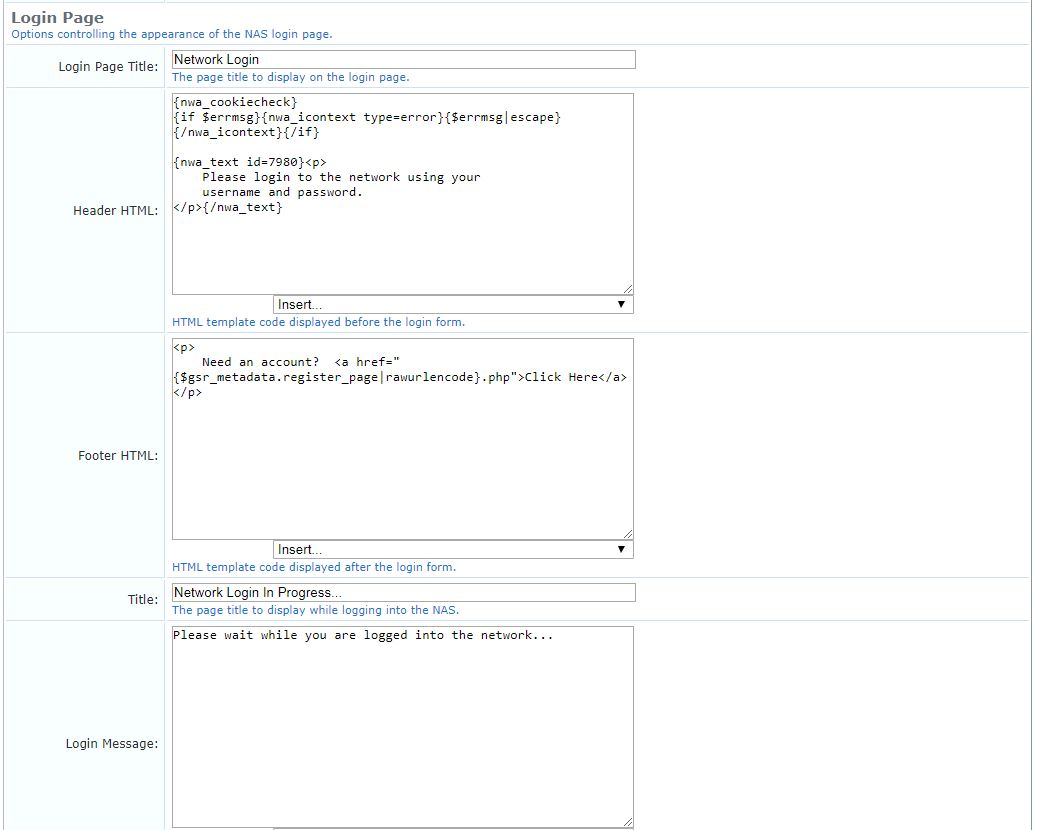 Login Page
Options controlling the appearance of the NAS login page.
Login Page Title:
Network Login
The page title to display on the login page.
Header HTML:
{nwa_cookiecheck}
{if $errmsg}{nwa_icontext type=error}{$errmsg|escape}
{/nwa_icontext}{/if}
{nwa_text id=7980}<p>
Please login to the network using your
username and password.
</p>{/nwa_text}
Insert...
HTML template code displayed before the login form.
Footer HTML:
<p>
Need an account?  <a href="
{$gsr_metadata.register_page|rawurlencode}.php">Click Here</a>
</p>
Insert...
HTML template code displayed after the login form.
Title:
Network Login In Progress...
The page title to display while logging into the NAS.
Login Message:
Please wait while you are logged into the network...